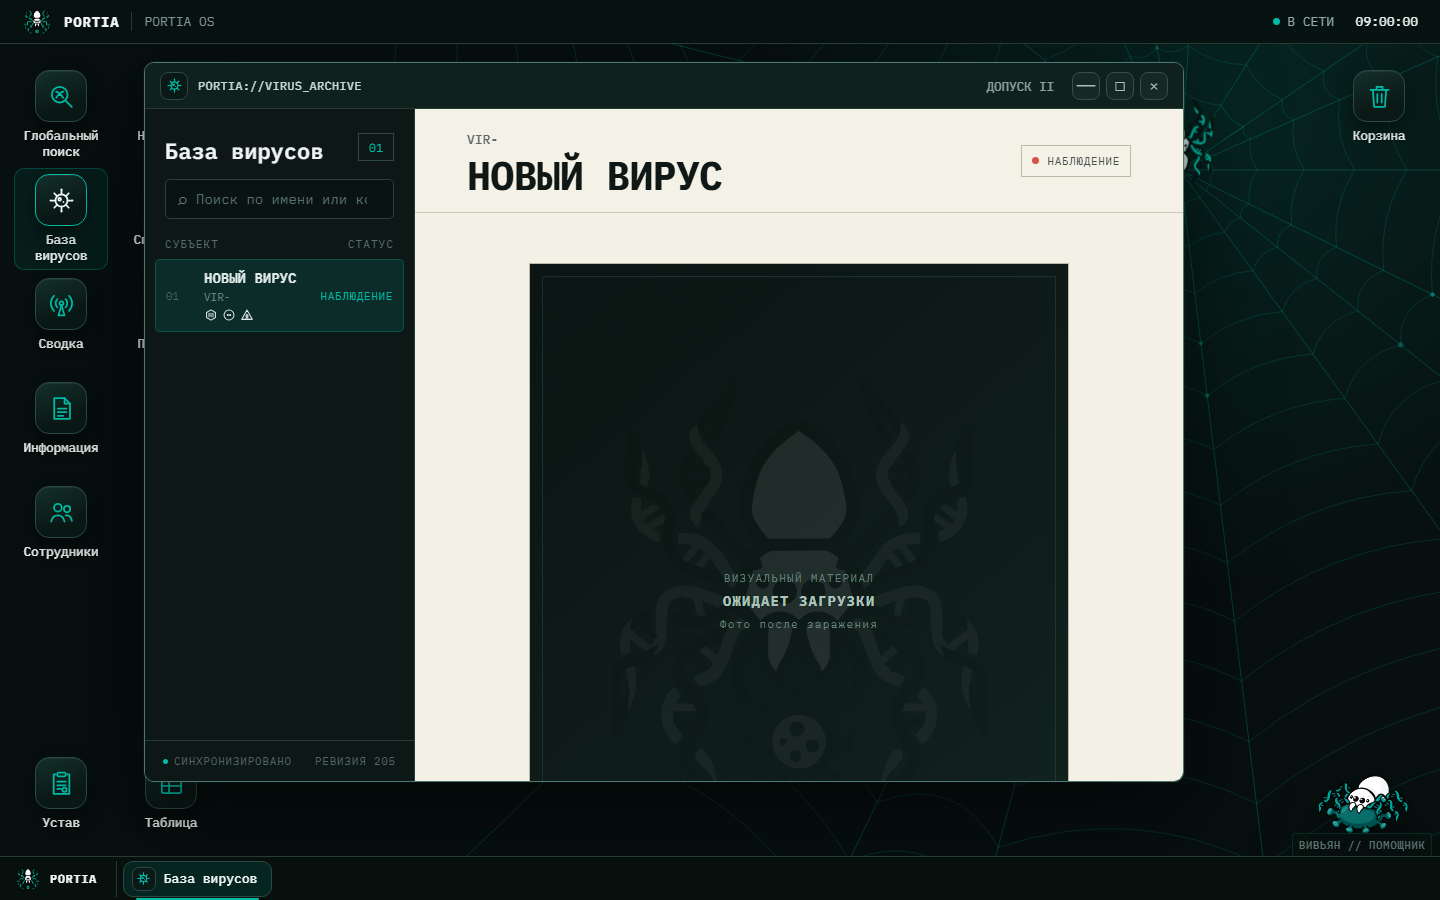 PORTIA
PORTIA OS
В СЕТИ
09:00:00
Глобальный
поиск
База
вирусов
Сводка
Информация
Сотрудники
Устав
Таблица
Корзина
PORTIA://VIRUS_ARCHIVE
ДОПУСК II
База вирусов
01
Поиск по имени или
СУБЪЕКТ
СТАТУС
01
НОВЫЙ ВИРУС
VIR-
НАБЛЮДЕНИЕ
СИНХРОНИЗИРОВАНО
РЕВИЗИЯ 205
VIR-
НОВЫЙ ВИРУС
НАБЛЮДЕНИЕ
ВИЗУАЛЬНЫЙ МАТЕРИАЛ
ОЖИДАЕТ ЗАГРУЗКИ
Фото после заражения
ВИВЬЯН // ПОМОЩНИК
PORTIA
База вирусов